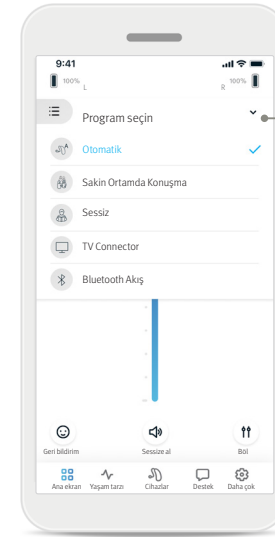 9:41
100% L R 100%
Program seçin
Otomatik
Sakin Ortamda Konuşma
Sessiz
TV Connector
Bluetooth Akış
Geri bildirim Sessize al Böl
Ana ekran Yaşam tarzı Cihazlar Destek Daha çok